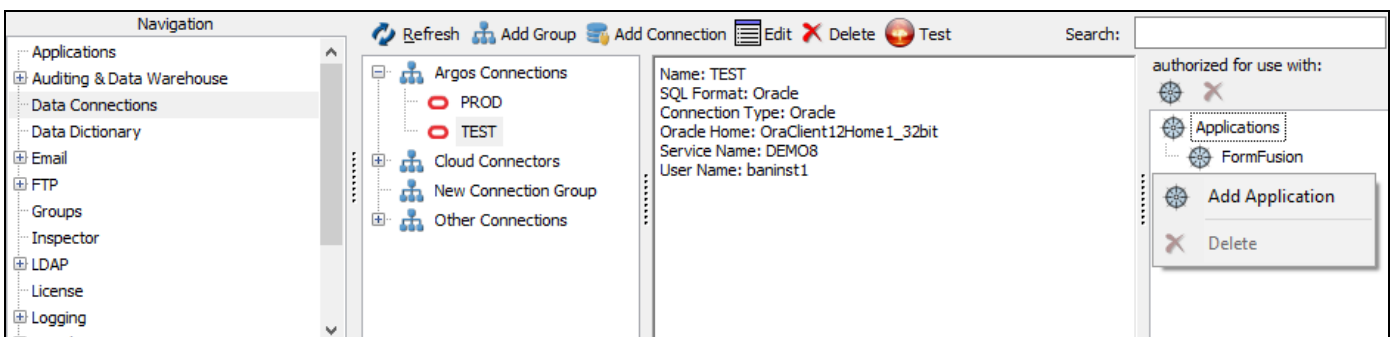 Navigation
Applications
Auditing & Data Warehouse
Data Connections
Data Dictionary
Email
FTP
Groups
Inspector
LDAP
License
Logging
Refresh Add Group Add Connection Edit Delete Test Search:
Argos Connections
PROD
TEST
Cloud Connectors
New Connection Group
Other Connections
Name: TEST
SQL Format: Oracle
Connection Type: Oracle
Oracle Home: OraClient12Home1_32bit
Service Name: DEMO8
User Name: baninst1
authorized for use with:
Applications
FormFusion
Add Application
Delete